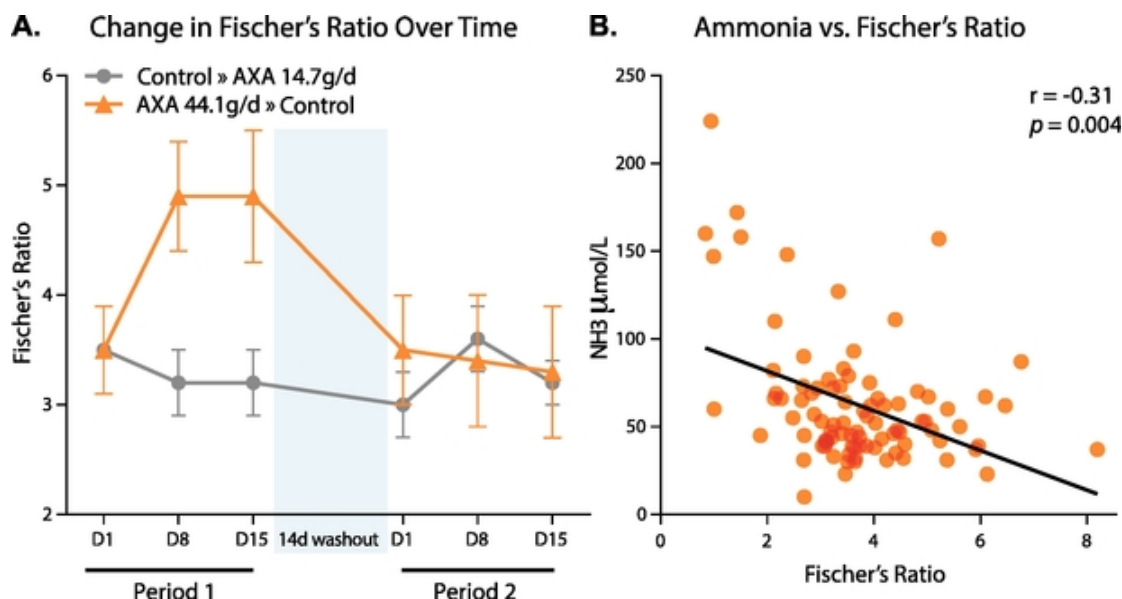 A. Change in Fischer's Ratio Over Time
Control » AXA 14.7g/d
AXA 44.1g/d » Control
Fischer's Ratio
6
5
4
3
2
D1 D8 D15 14d washout D1 D8 D15
Period 1 Period 2
B. Ammonia vs. Fischer's Ratio
r = -0.31
p = 0.004
NH3 µmol/L
250
200
150
100
50
0
0 2 4 6 8
Fischer's Ratio